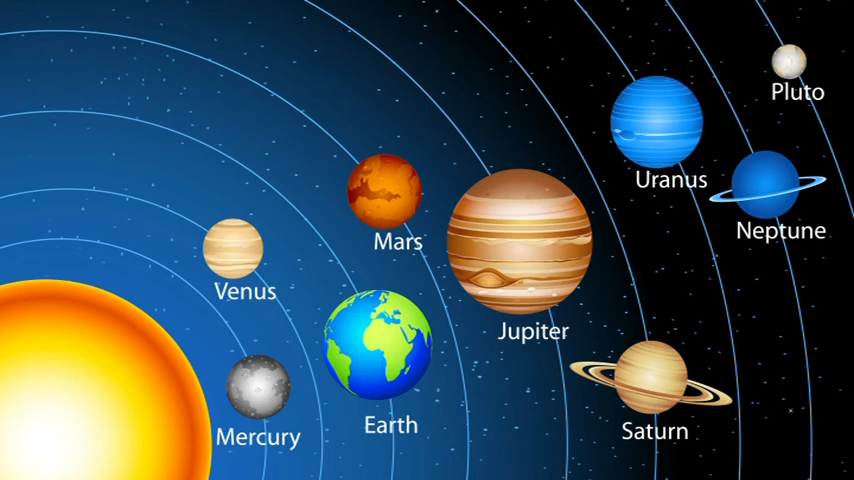 Pluto
Uranus
Neptune
Mars
Venus
Jupiter
Earth
Saturn
Mercury